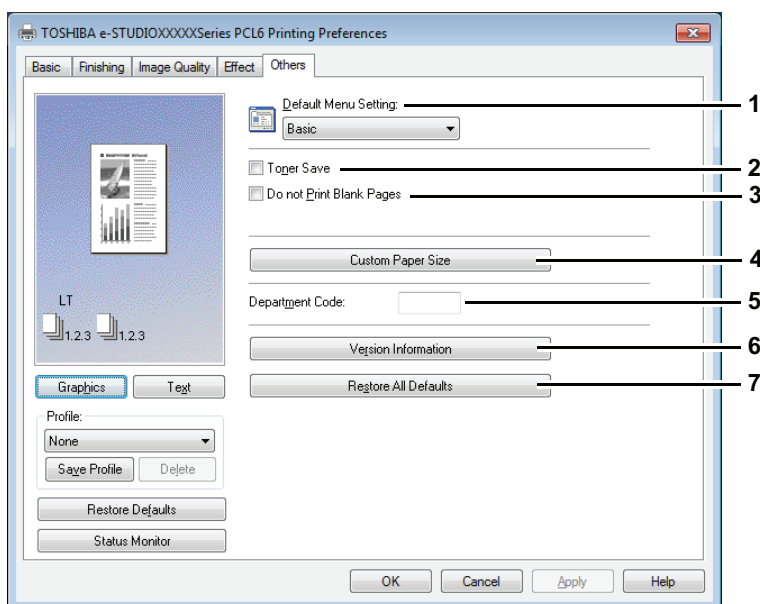 TOSHIBA e-STUDIOXXXXXSeries PCL6 Printing Preferences
Basic Finishing Image Quality Effect Others
Default Menu Setting: 1
Basic
Toner Save 2
Do not Print Blank Pages 3
Custom Paper Size 4
LT
1.2.3 1.2.3
Department Code: 5
Version Information 6
Graphics Text
Restore All Defaults 7
Profile:
None
Save Profile Delete
Restore Defaults
Status Monitor
OK Cancel Apply Help